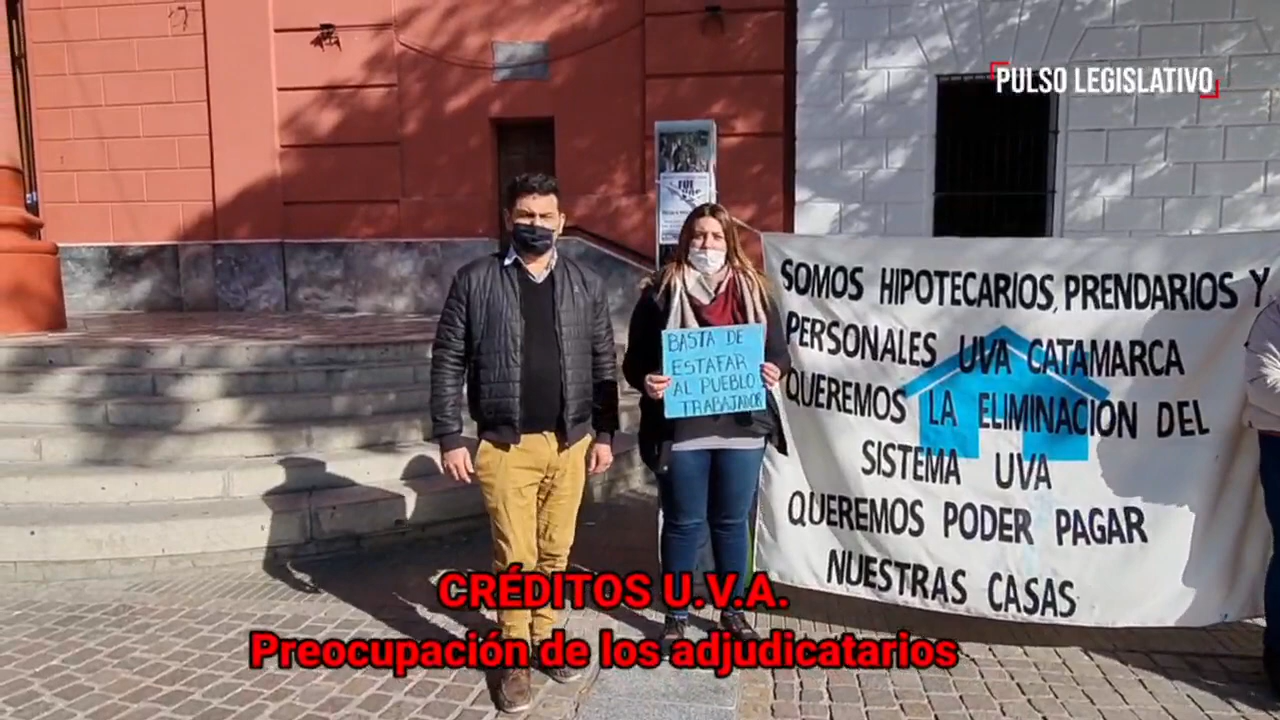 PULSO LEGISLATIVO
FUE
BASTA DE
ESTAFAR
AL PUEBLO
TRABAJADOR
SOMOS HIPOTECARIOS, PRENDARIOS Y
PERSONALES UVA CATAMARCA
QUEREMOS LA ELIMINACION DEL
SISTEMA UVA
QUEREMOS PODER PAGAR
NUESTRAS CASAS
CRÉDITOS U.V.A.
Preocupación de los adjudicatarios